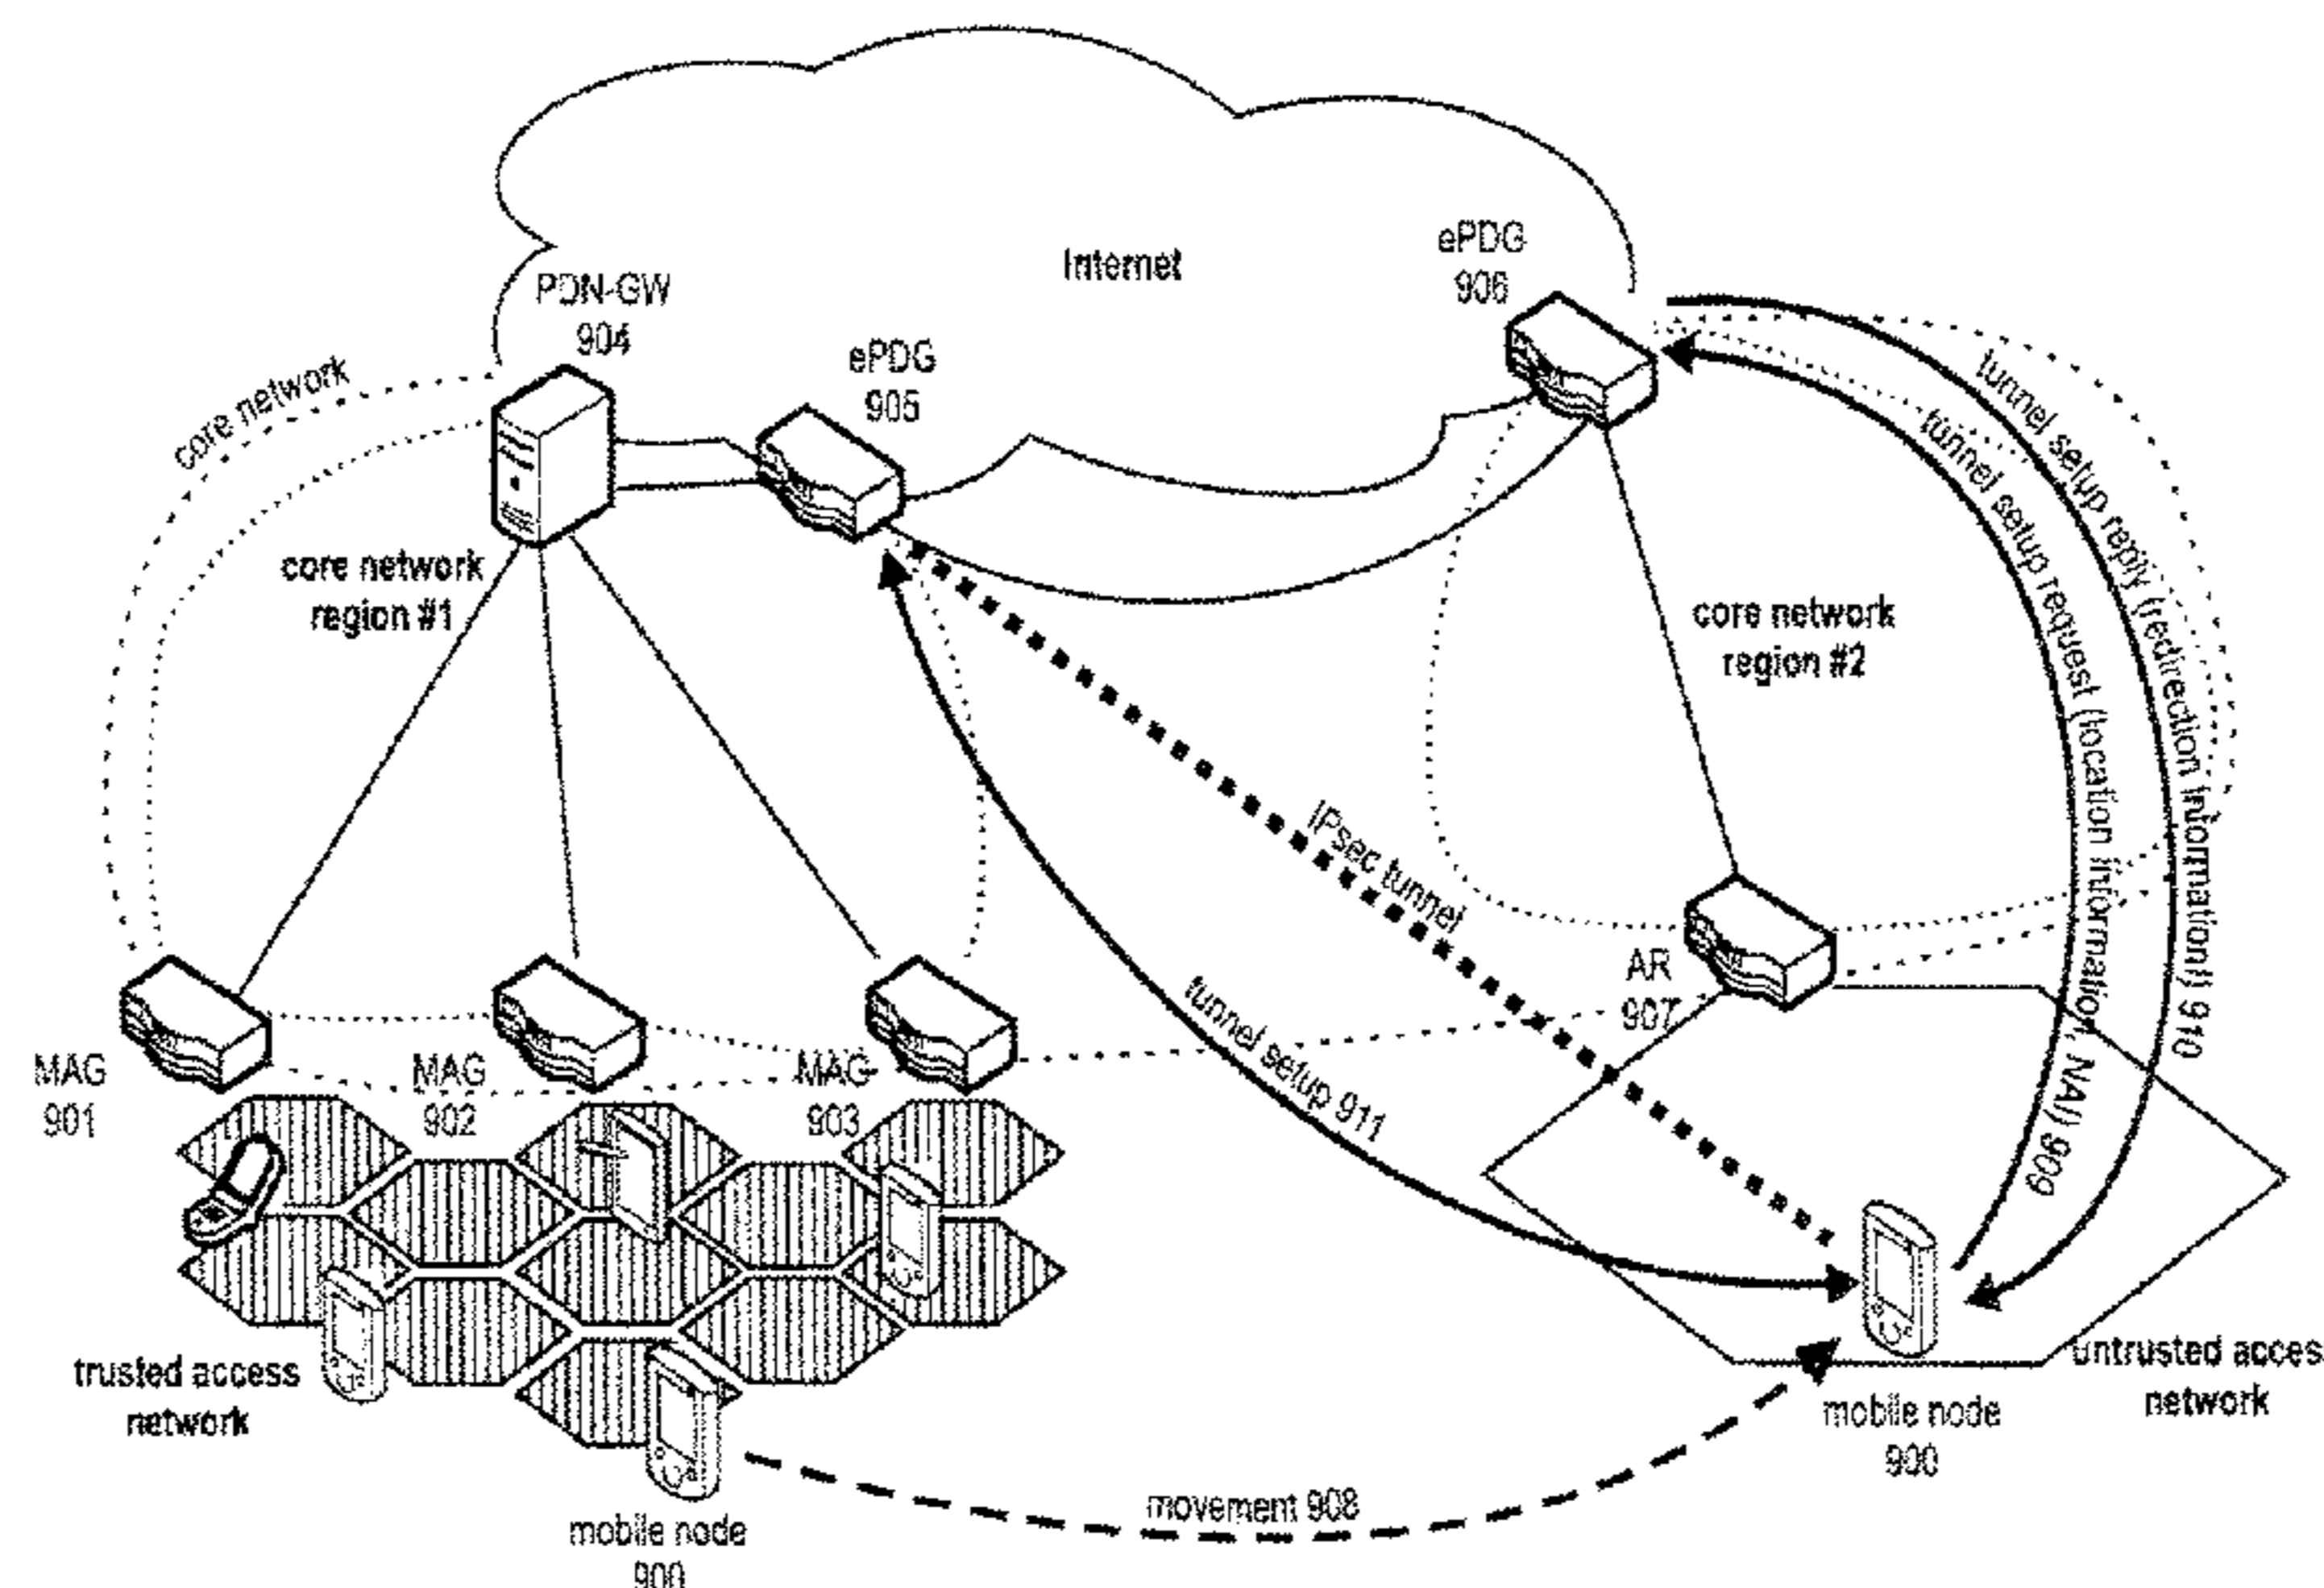 Internet
ePDG
906
PDN-GW
904
ePDG
905
core network
tunnel setup reply (redirection information!) 910
tunnel setup request (location information, NAI) 909
core network
region #1
core network
region #2
IPsec tunnel
AR
907
tunnel setup 911
MAG
901
MAG
902
MAG
903
trusted access
network
untrusted acces
network
mobile node
900
movement 908
mobile node
900